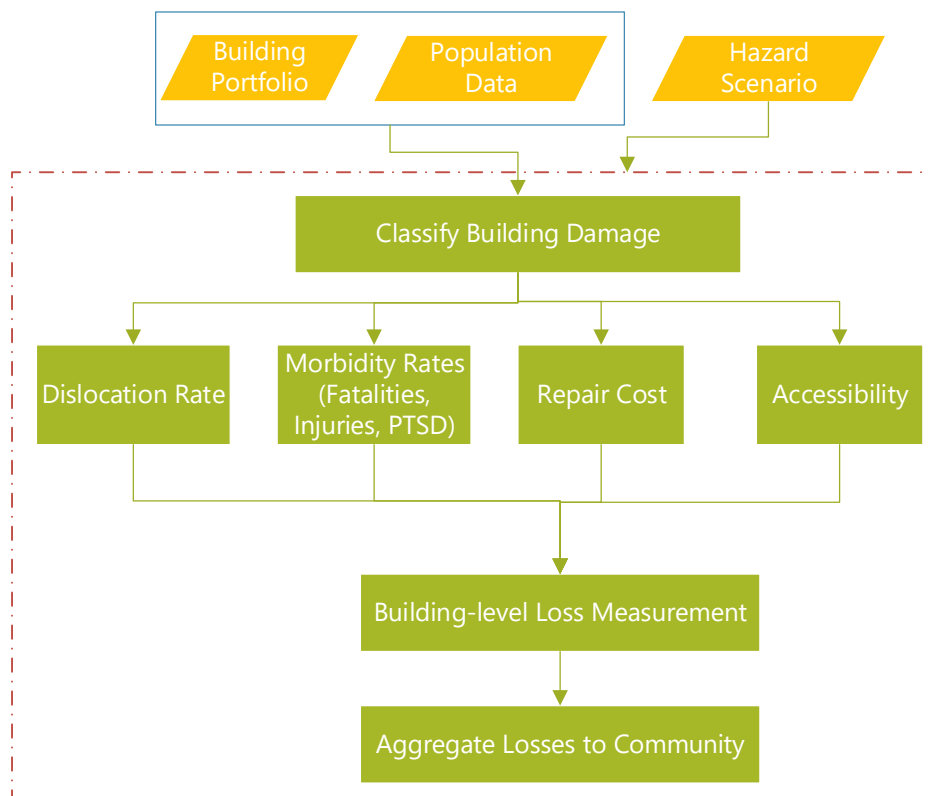 Building
Portfolio
Population
Data
Hazard
Scenario
Classify Building Damage
Dislocation Rate
Morbidity Rates
(Fatalities,
Injuries, PTSD)
Repair Cost
Accessibility
Building-level Loss Measurement
Aggregate Losses to Community